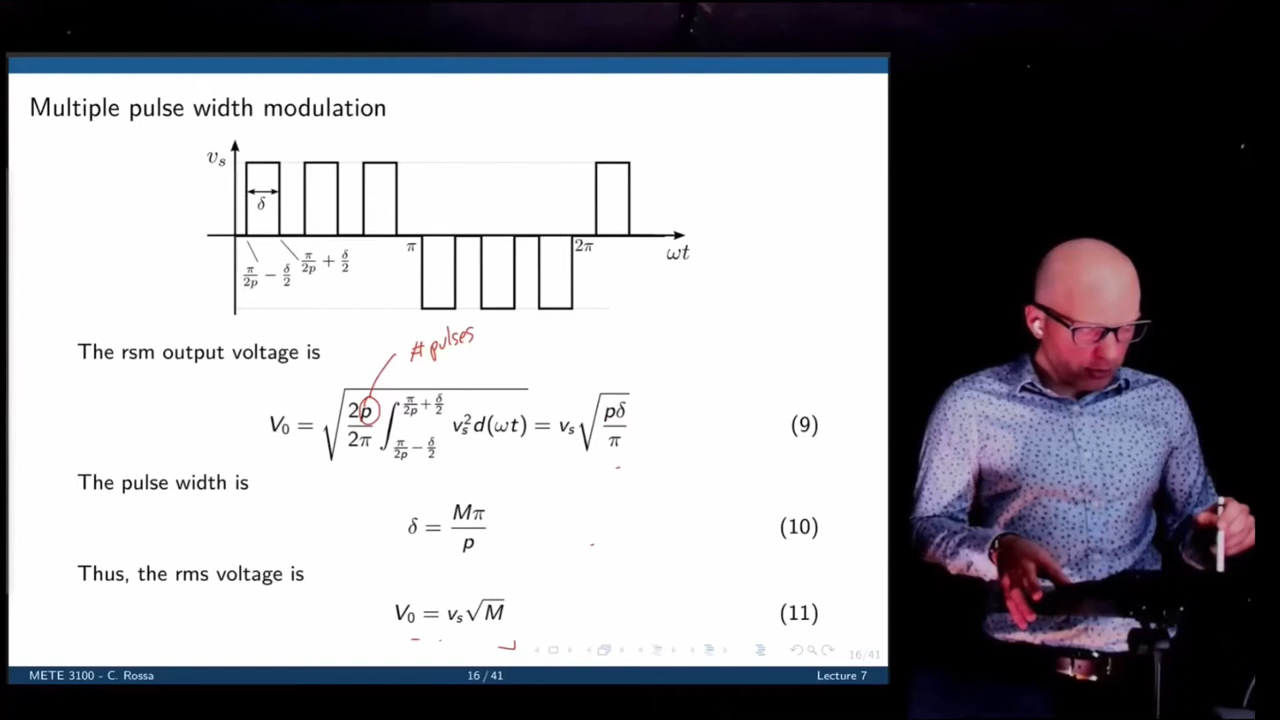 Multiple pulse width modulation
v_s
δ
π
2π
ωt
π/2p − δ/2
π/2p + δ/2
# pulses
The rsm output voltage is
V_0 = √( 2p/2π ∫_{π/2p − δ/2}^{π/2p + δ/2} v_s^2 d(ωt) ) = v_s √( pδ/π ) (9)
The pulse width is
δ = Mπ/p (10)
Thus, the rms voltage is
V_0 = v_s √M (11)
16/41
METE 3100 - C. Rossa 16 / 41 Lecture 7